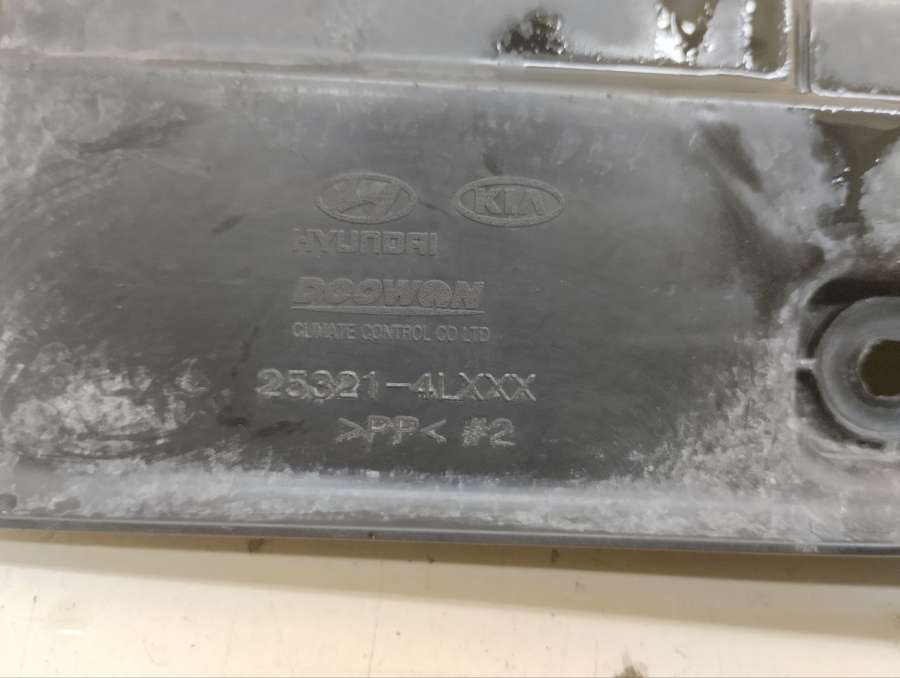 KIA
HYUNDAI
DOOWON
CLIMATE CONTROL CO LTD
25321-4LXXX
>PP< #2